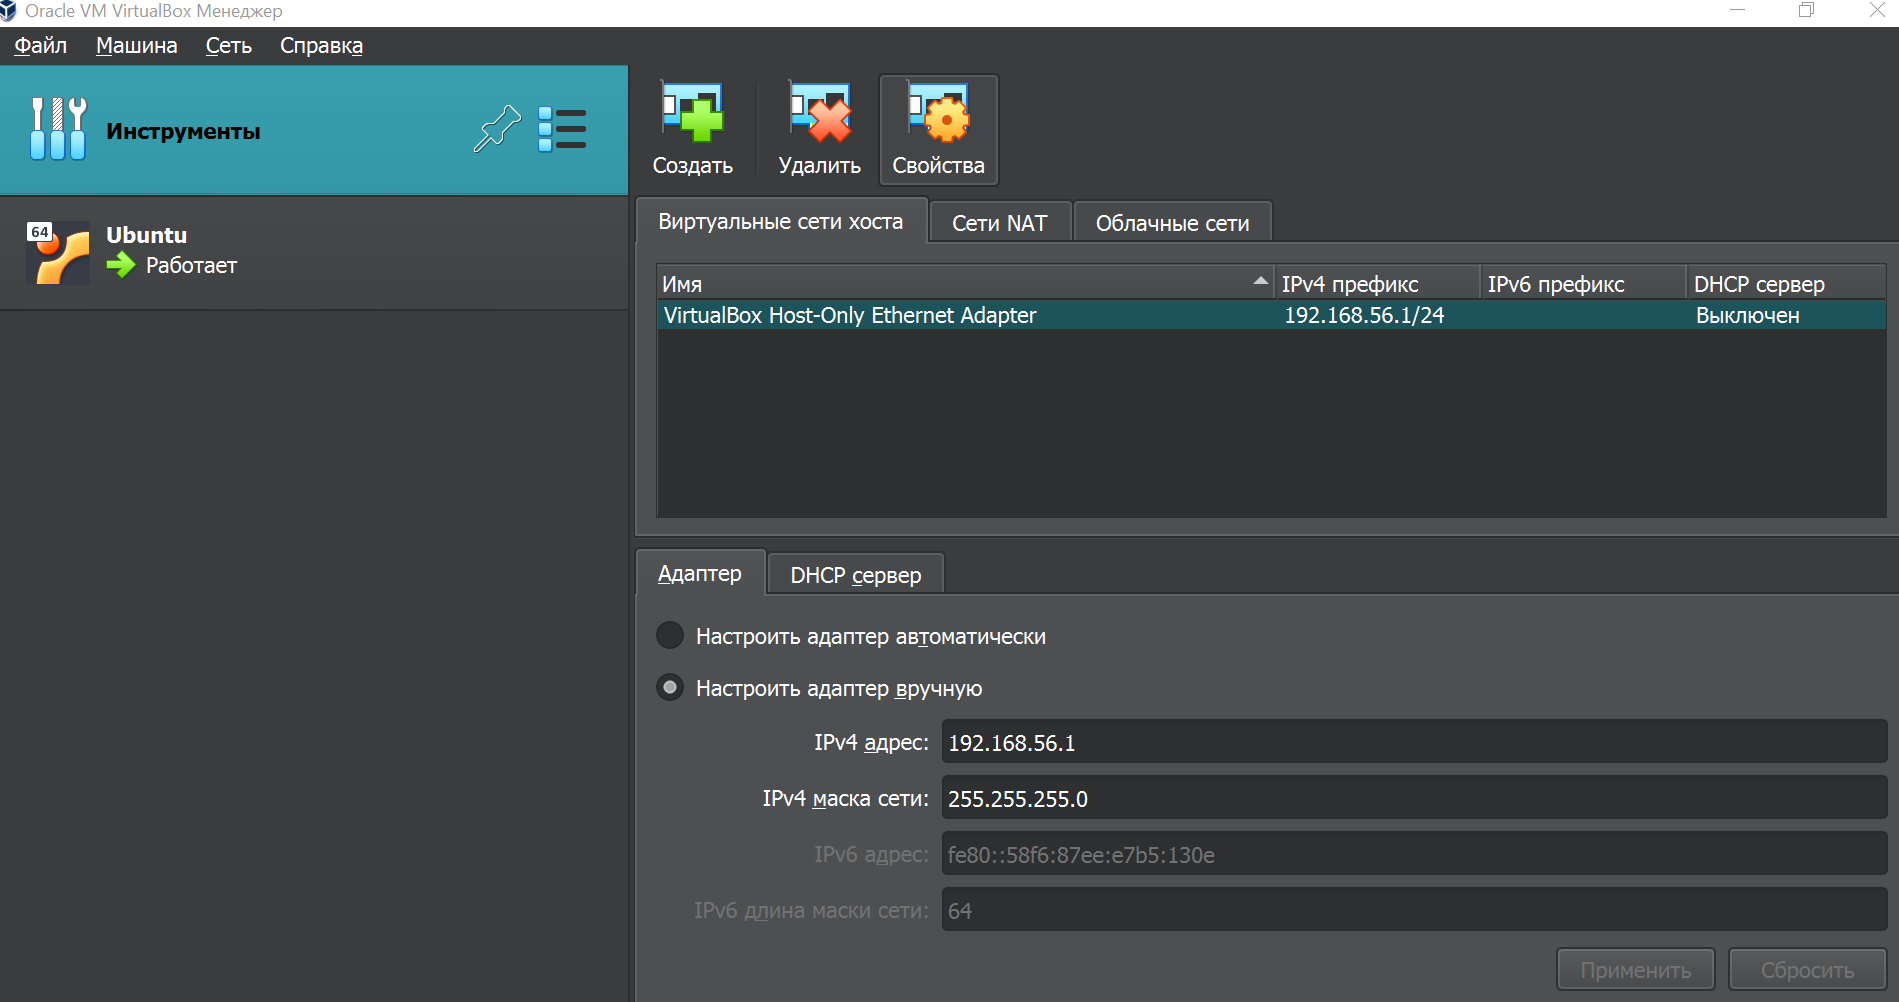 Oracle VM VirtualBox Менеджер
Файл Машина Сеть Справка
Инструменты
Создать Удалить Свойства
64
Ubuntu
Работает
Виртуальные сети хоста Сети NAT Облачные сети
Имя IPv4 префикс IPv6 префикс DHCP сервер
VirtualBox Host-Only Ethernet Adapter 192.168.56.1/24 Выключен
Адаптер DHCP сервер
Настроить адаптер автоматически
Настроить адаптер вручную
IPv4 адрес: 192.168.56.1
IPv4 маска сети: 255.255.255.0
IPv6 адрес: fe80::58f6:87ee:e7b5:130e
IPv6 длина маски сети: 64
Применить Сбросить